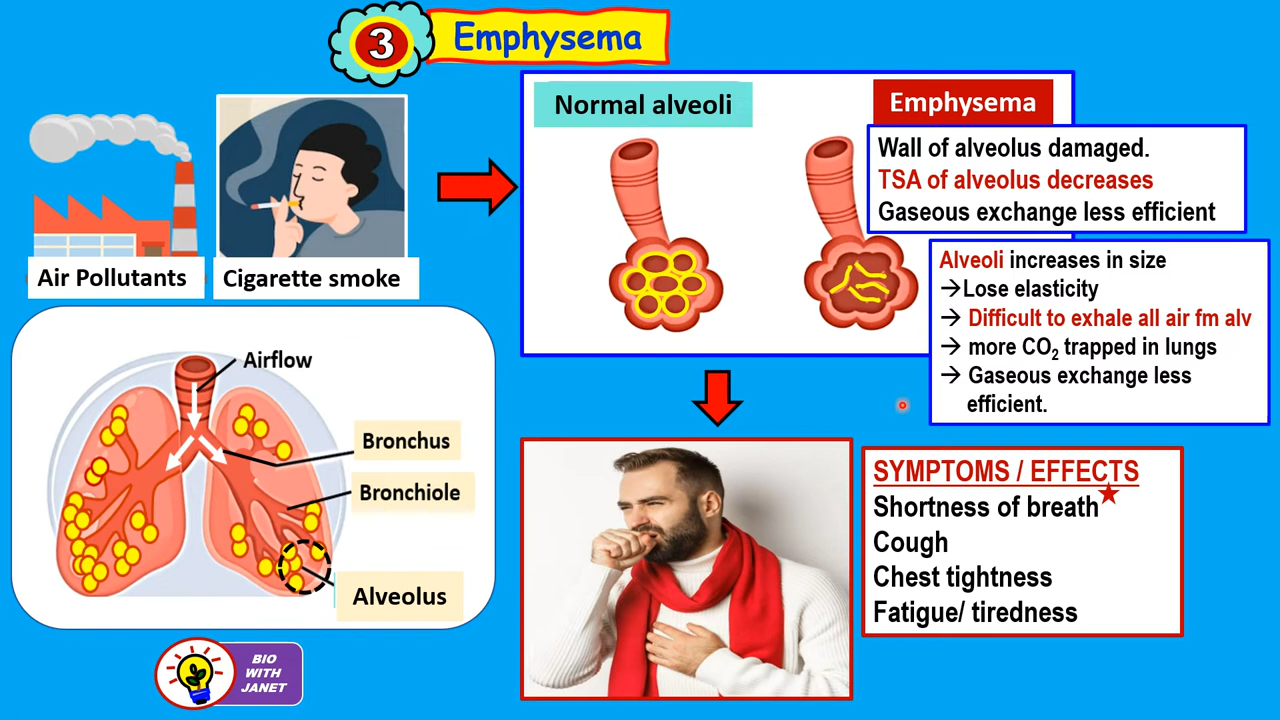 3
Emphysema
Air Pollutants
Cigarette smoke
Normal alveoli
Emphysema
Wall of alveolus damaged.
TSA of alveolus decreases
Gaseous exchange less efficient
Alveoli increases in size
→Lose elasticity
→ Difficult to exhale all air fm alv
→ more CO₂ trapped in lungs
→ Gaseous exchange less
efficient.
Airflow
Bronchus
Bronchiole
Alveolus
SYMPTOMS / EFFECTS
Shortness of breath
Cough
Chest tightness
Fatigue/ tiredness
BIO
WITH
JANET